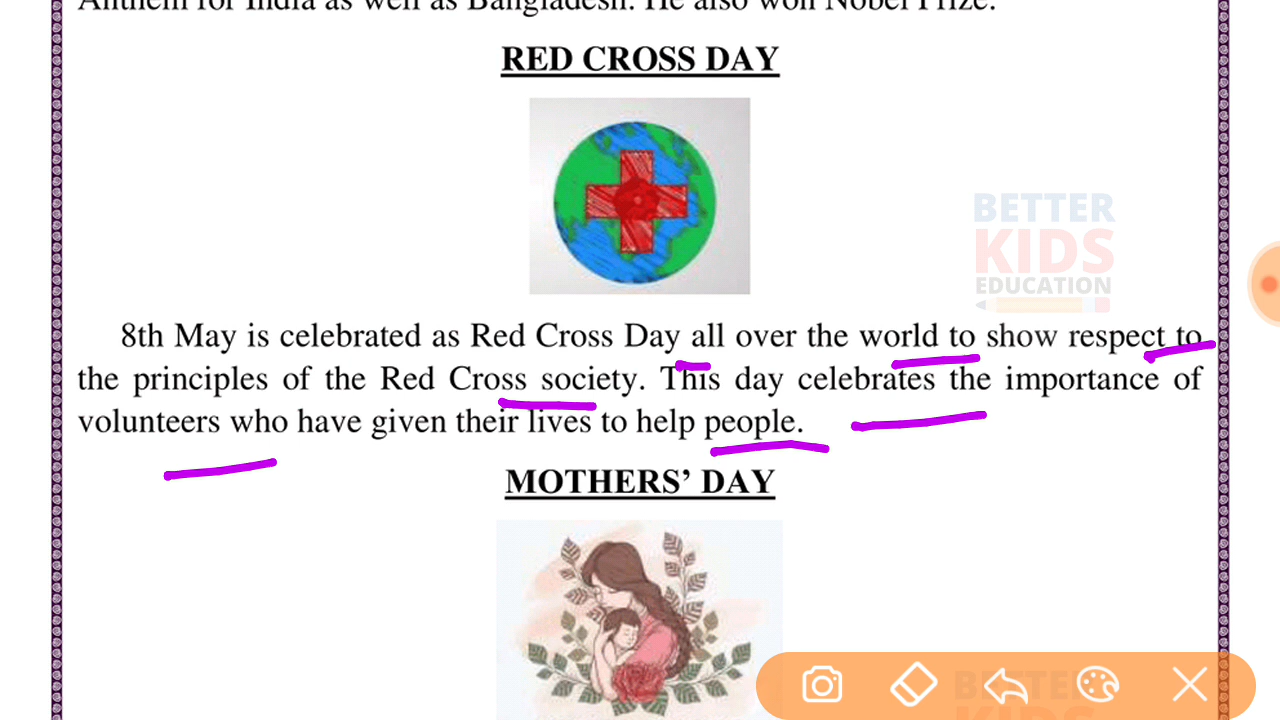 Anthem for India as well as Bangladesh. He also won Nobel Prize.
RED CROSS DAY
BETTER
KIDS
EDUCATION
8th May is celebrated as Red Cross Day all over the world to show respect to
the principles of the Red Cross society. This day celebrates the importance of
volunteers who have given their lives to help people.
MOTHERS’ DAY